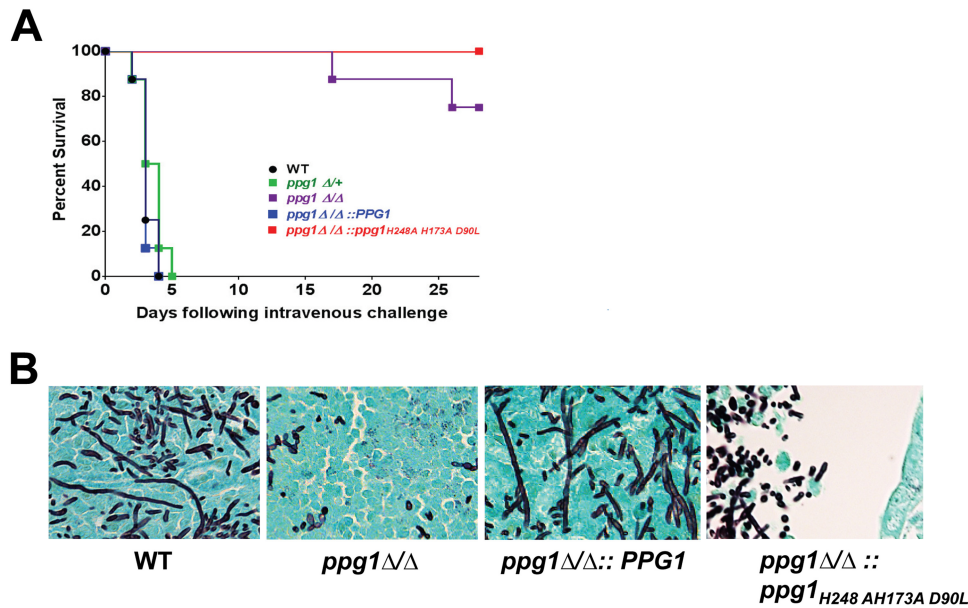 A
Percent Survival
100
80
60
40
20
0
WT
ppg1 Δ/+
ppg1 Δ/Δ
ppg1Δ/Δ ::PPG1
ppg1Δ/Δ ::ppg1H248A H173A D90L
0 5 10 15 20 25
Days following intravenous challenge
B
WT ppg1Δ/Δ ppg1Δ/Δ:: PPG1 ppg1Δ/Δ ::
ppg1H248 AH173A D90L